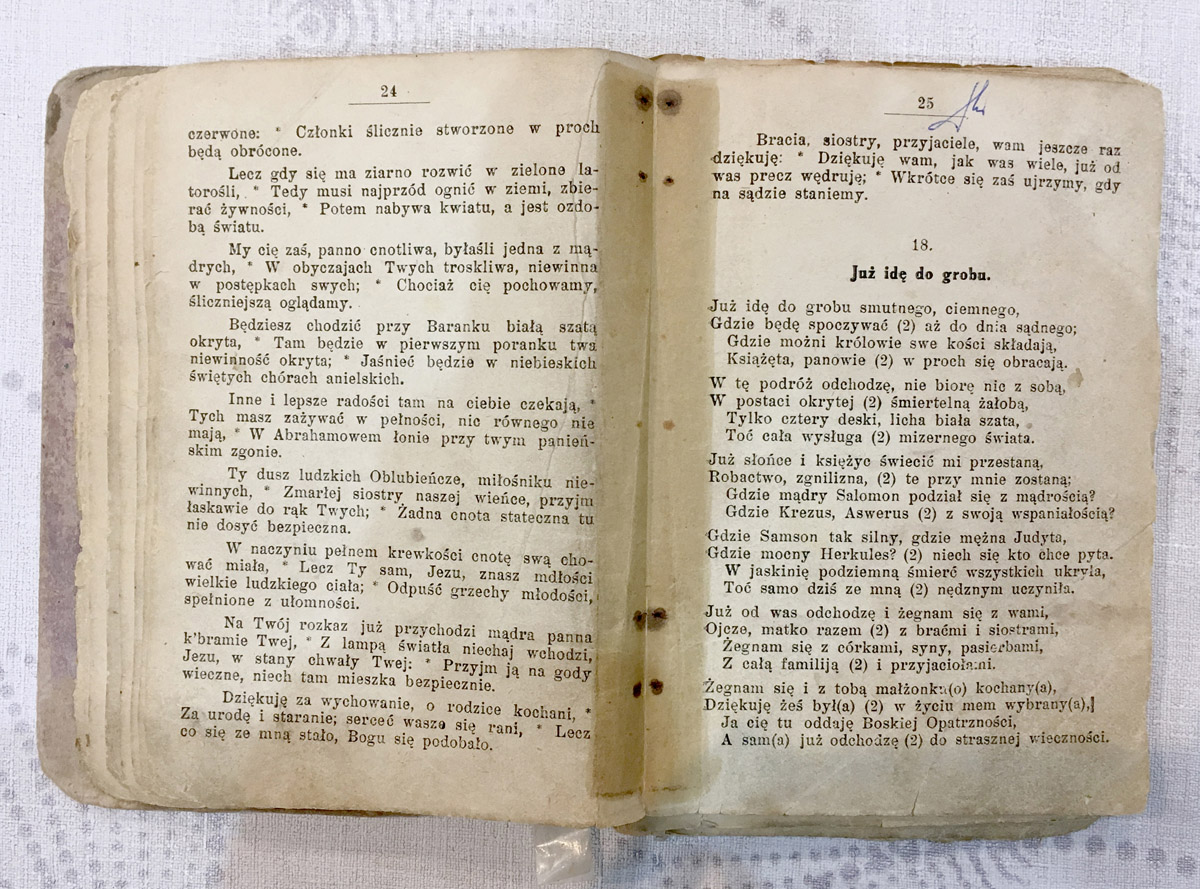 24
czerwone: * Członki ślicznie stworzone w proch
będą obrócone.
Lecz gdy się ma ziarno rozwić w zielone la-
torośli, * Tedy musi najprzód ognić w ziemi, zbie-
rać żywności, * Potem nabywa kwiatu, a jest ozdo-
bą światu.
My cię zaś, panno cnotliwa, byłaśli jedna z mą-
drych, * W obyczajach Twych troskliwa, niewinna
w postępkach swych; * Chociaż cię pochowamy,
śliczniejszą oglądamy.
Będziesz chodzić przy Baranku białą szatą
okryta, * Tam będzie w pierwszym poranku twa
niewinność okryta; * Jaśnieć będzie w niebieskich
świętych chórach anielskich.
Inne i lepsze radości tam na ciebie czekają, *
Tych masz zażywać w pełności, nic równego nie
mają, * W Abrahamowem łonie przy twym panień-
skim zgonie.
Ty dusz ludzkich Oblubieńcze, miłośniku nie-
winnych, * Zmarłej siostry naszej wieńce, przyjm
łaskawie do rąk Twych; * Żadna cnota stateczna tu
nie dosyć bezpieczna.
W naczyniu pełnem krewkości cnotę swą cho-
wać miała, * Lecz Ty sam, Jezu, znasz mdłości
wielkie ludzkiego ciała; * Odpuść grzechy młodości,
spełnione z ułomności.
Na Twój rozkaz już przychodzi mądra panna
k'bramie Twej, * Z lampą światła niechaj wchodzi,
Jezu, w stany chwały Twej: * Przyjm ją na gody
wieczne, niech tam mieszka bezpiecznie.
Dziękuję za wychowanie, o rodzice kochani, *
Za urodę i staranie; serceć wasze się rani, * Lecz
co się ze mną stało, Bogu się podobało.
25
Bracia, siostry, przyjaciele, wam jeszcze raz
dziękuję: * Dziękuję wam, jak was wiele, już od
was precz wędruję; * Wkrótce się zaś ujrzymy, gdy
na sądzie staniemy.
18.
Już idę do grobu.
Już idę do grobu smutnego, ciemnego,
Gdzie będę spoczywać (2) aż do dnia sądnego;
Gdzie możni królowie swe kości składają,
Książęta, panowie (2) w proch się obracają.
W tę podróż odchodzę, nie biorę nic z sobą,
W postaci okrytej (2) śmiertelną żałobą,
Tylko cztery deski, licha biała szata,
Toć cała wysługa (2) mizernego świata.
Już słońce i księżyc świecić mi przestaną,
Robactwo, zgnilizna, (2) te przy mnie zostaną;
Gdzie mądry Salomon podział się z mądrością?
Gdzie Krezus, Aswerus (2) z swoją wspaniałością?
Gdzie Samson tak silny, gdzie mężna Judyta,
Gdzie mocny Herkules? (2) niech się kto chce pyta.
W jaskinię podziemną śmierć wszystkich ukryła,
Toć samo dziś ze mną (2) nędznym uczyniła.
Już od was odchodzę i żegnam się z wami,
Ojcze, matko razem (2) z braćmi i siostrami,
Żegnam się z córkami, syny, pasierbami,
Z całą familiją (2) i przyjaciołami.
Żegnam się i z tobą małżonka(o) kochany(a),
Dziękuję żeś był(a) (2) w życiu mem wybrany(a),
Ja cię tu oddaję Boskiej Opatrzności,
A sam(a) już odchodzę (2) do strasznej wieczności.